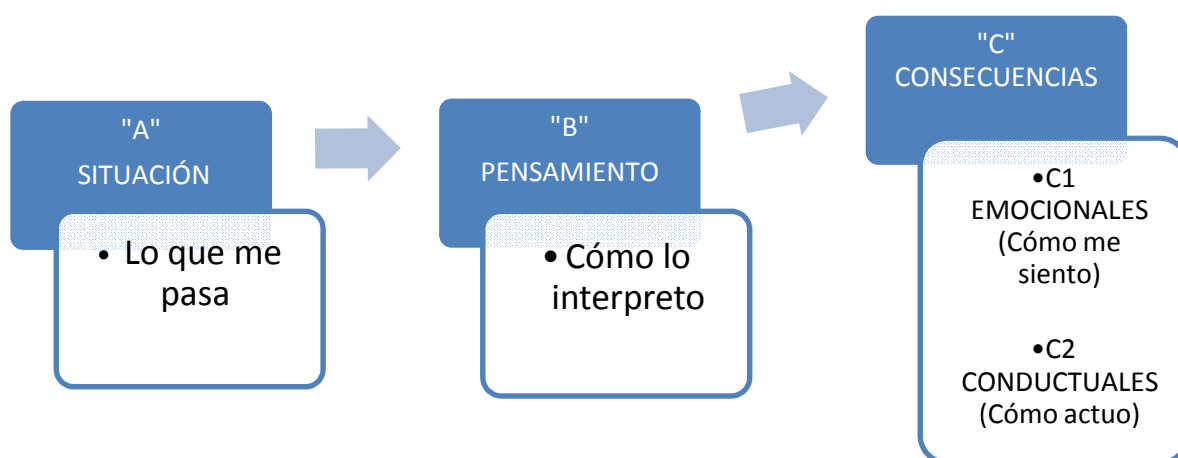 "A"
SITUACIÓN
• Lo que me
pasa
"B"
PENSAMIENTO
• Cómo lo
interpreto
"C"
CONSECUENCIAS
•C1
EMOCIONALES
(Cómo me
siento)
•C2
CONDUCTUALES
(Cómo actuo)